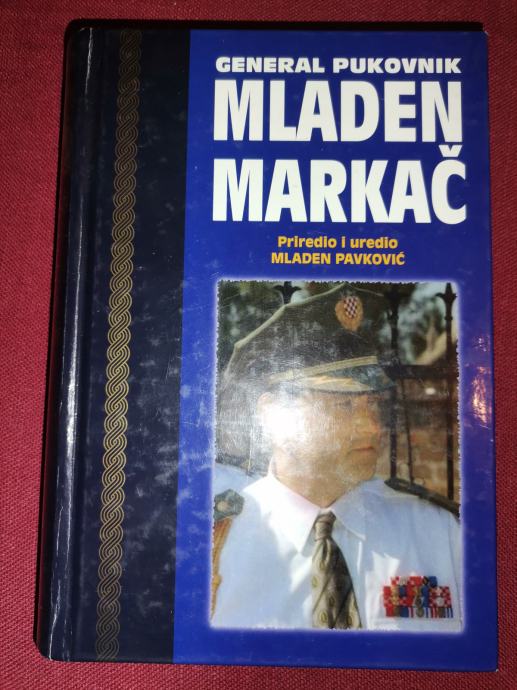 GENERAL PUKOVNIK
MLADEN
MARKAČ
Priredio i uredio
MLADEN PAVKOVIĆ